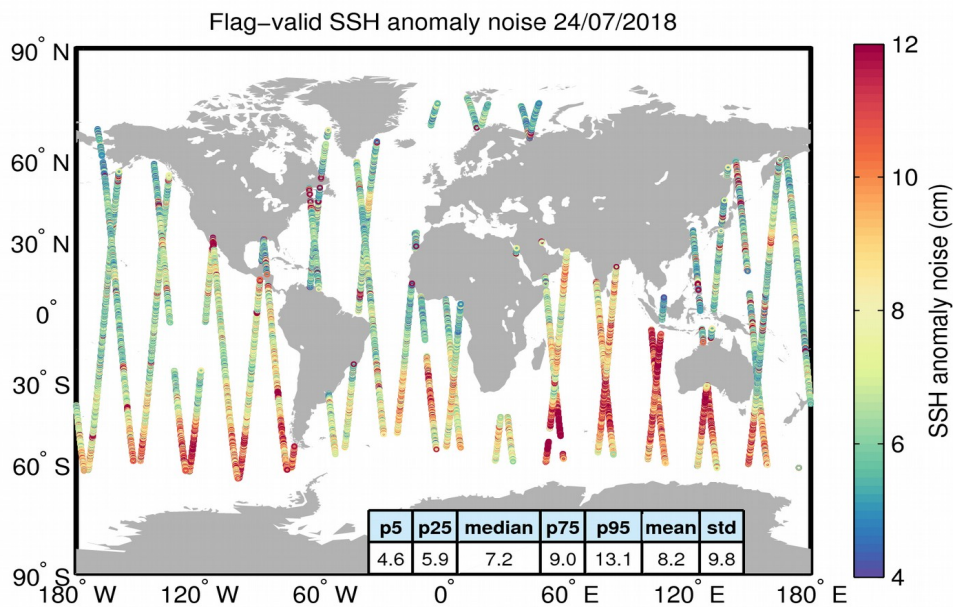 Flag−valid SSH anomaly noise 24/07/2018
90° N
60° N
30° N
0°
30° S
60° S
90° S
180° W 120° W 60° W 0° 60° E 120° E 180° E
p5 p25 median p75 p95 mean std
4.6 5.9 7.2 9.0 13.1 8.2 9.8
12
10
8
6
4
SSH anomaly noise (cm)